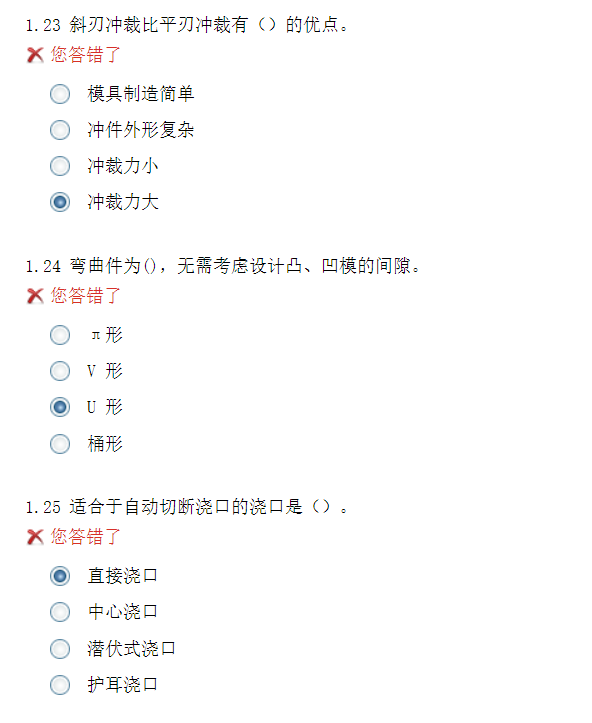 1.23 斜刃冲裁比平刃冲裁有（）的优点。
您答错了
模具制造简单
冲件外形复杂
冲裁力小
冲裁力大
1.24 弯曲件为()，无需考虑设计凸、凹模的间隙。
您答错了
π形
V 形
U 形
桶形
1.25 适合于自动切断浇口的浇口是（）。
您答错了
直接浇口
中心浇口
潜伏式浇口
护耳浇口